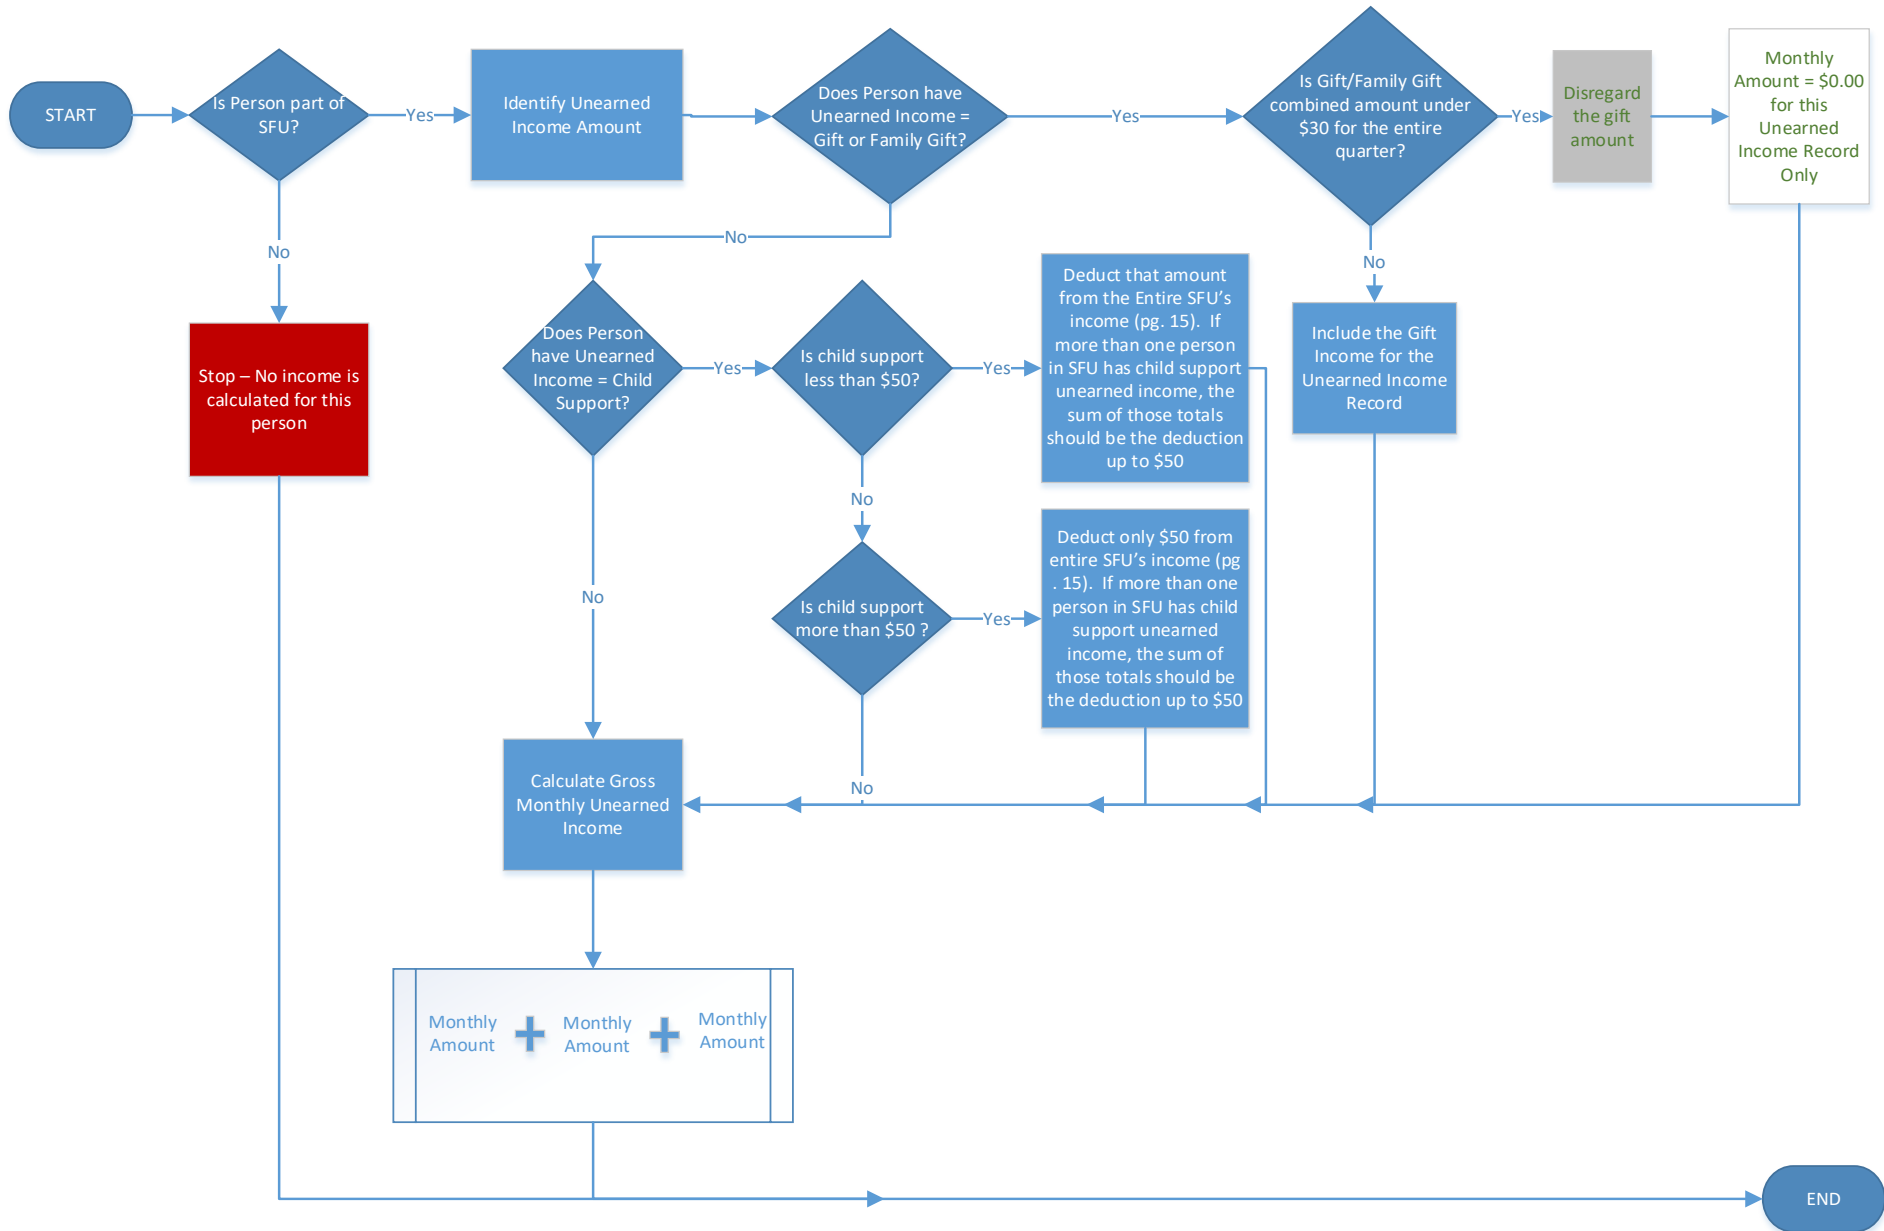 START
Is Person part of
SFU?
Yes
Identify Unearned
Income Amount
Does Person have
Unearned Income =
Gift or Family Gift?
Yes
Is Gift/Family Gift
combined amount under
$30 for the entire
quarter?
Yes
Disregard
the gift
amount
Monthly
Amount = $0.00
for this
Unearned
Income Record
Only
No
No
No
Stop – No income is
calculated for this
person
Does Person
have Unearned
Income = Child
Support?
Yes
Is child support
less than $50?
Yes
Deduct that amount
from the Entire SFU’s
income (pg. 15).  If
more than one person
in SFU has child support
unearned income, the
sum of those totals
should be the deduction
up to $50
Include the Gift
Income for the
Unearned Income
Record
No
No
Is child support
more than $50 ?
Yes
Deduct only $50 from
entire SFU’s income (pg
. 15).  If more than one
person in SFU has child
support unearned
income, the sum of
those totals should be
the deduction up to $50
No
Calculate Gross
Monthly Unearned
Income
Monthly
Amount
Monthly
Amount
Monthly
Amount
END